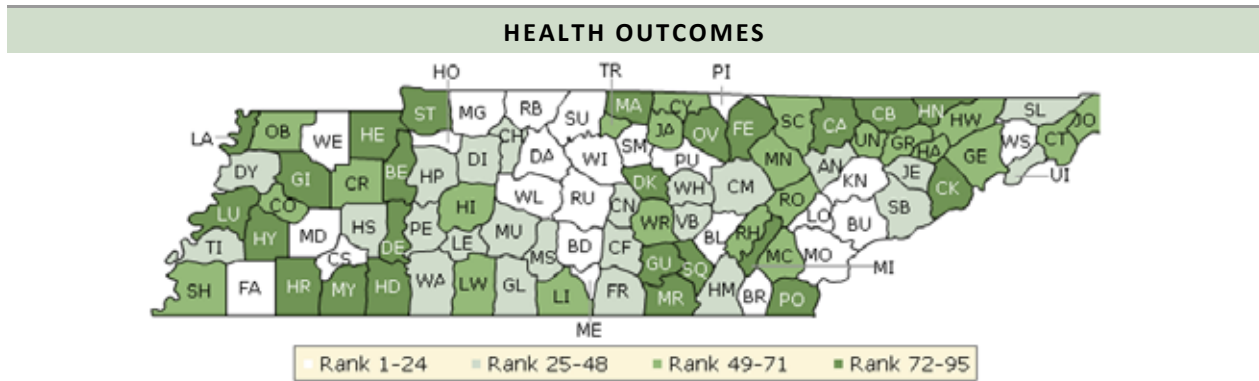 HEALTH OUTCOMES
HO TR PI
ST MG RB SU MA CY JA OV FE SC CA CB HN HW SL JO
LA OB WE HE CH SM UN GR HA WS CT
DY GI CR BE HP DI DA WI PU MN AN KN JE GE UI
LU CO HI WL RU DK WH CM RO LO CK
TI HY MD HS DE PE LE MU CN WR VB BL RH BU SB
CS MS BD CF GU SQ MC MO MI
SH FA HR MY HD WA LW GL LI FR MR HM BR PO
ME
Rank 1-24 Rank 25-48 Rank 49-71 Rank 72-95